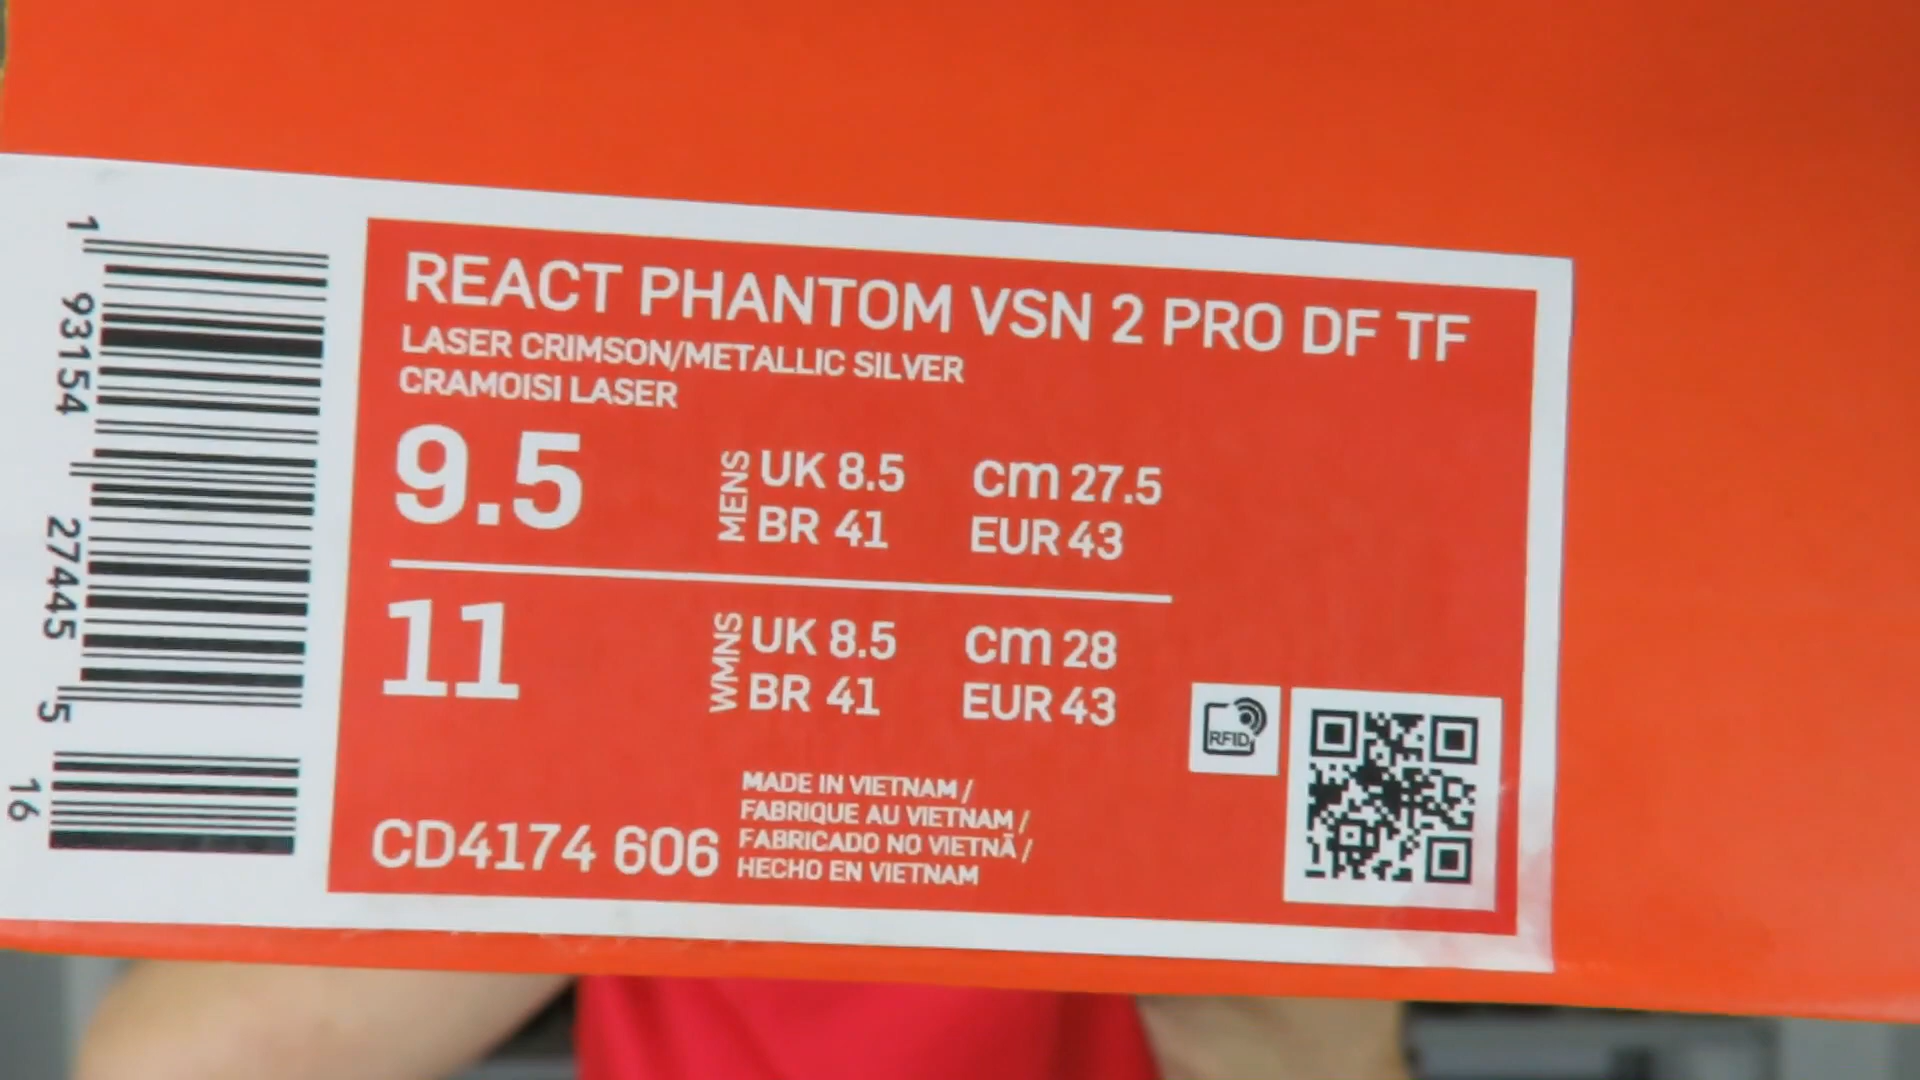 1 93154 27445 5
16
REACT PHANTOM VSN 2 PRO DF TF
LASER CRIMSON/METALLIC SILVER
CRAMOISI LASER
9.5
MENS
UK 8.5 cm 27.5
BR 41 EUR 43
11
WMNS
UK 8.5 cm 28
BR 41 EUR 43
RFID
CD4174 606
MADE IN VIETNAM /
FABRIQUE AU VIETNAM /
FABRICADO NO VIETNÃ /
HECHO EN VIETNAM